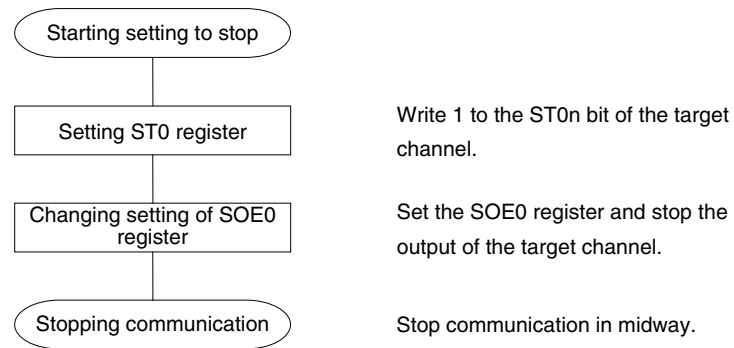 Starting setting to stop
Setting ST0 register
Write 1 to the ST0n bit of the target
channel.
Changing setting of SOE0
register
Set the SOE0 register and stop the
output of the target channel.
Stopping communication
Stop communication in midway.